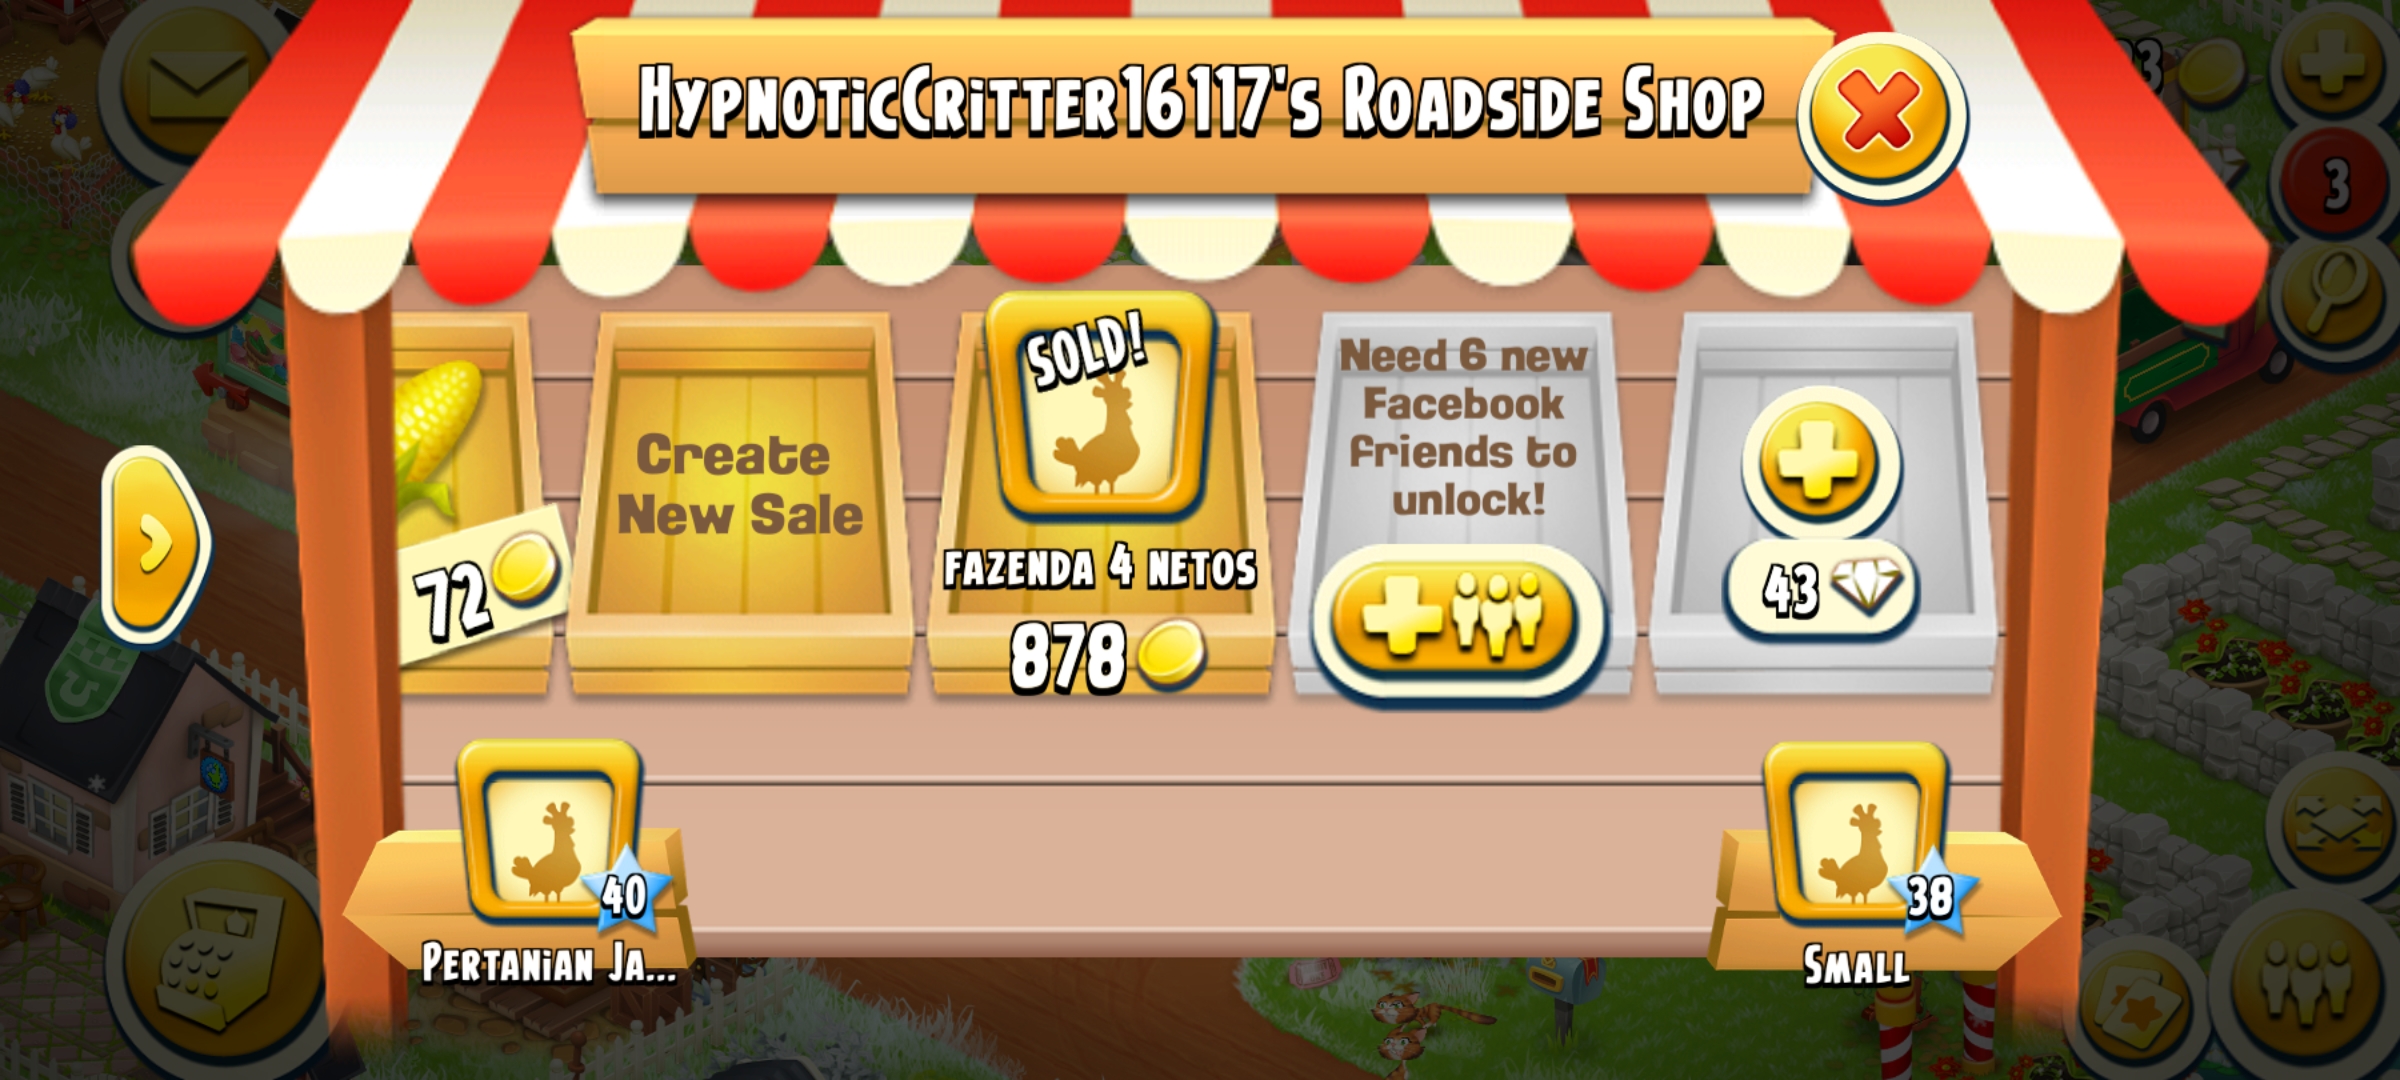 HypnoticCritter16117's Roadside Shop
3
3
72
Create
New Sale
SOLD!
FAZENDA 4 NETOS
878
Need 6 new
Facebook
friends to
unlock!
43
40
Pertanian Ja...
38
Small